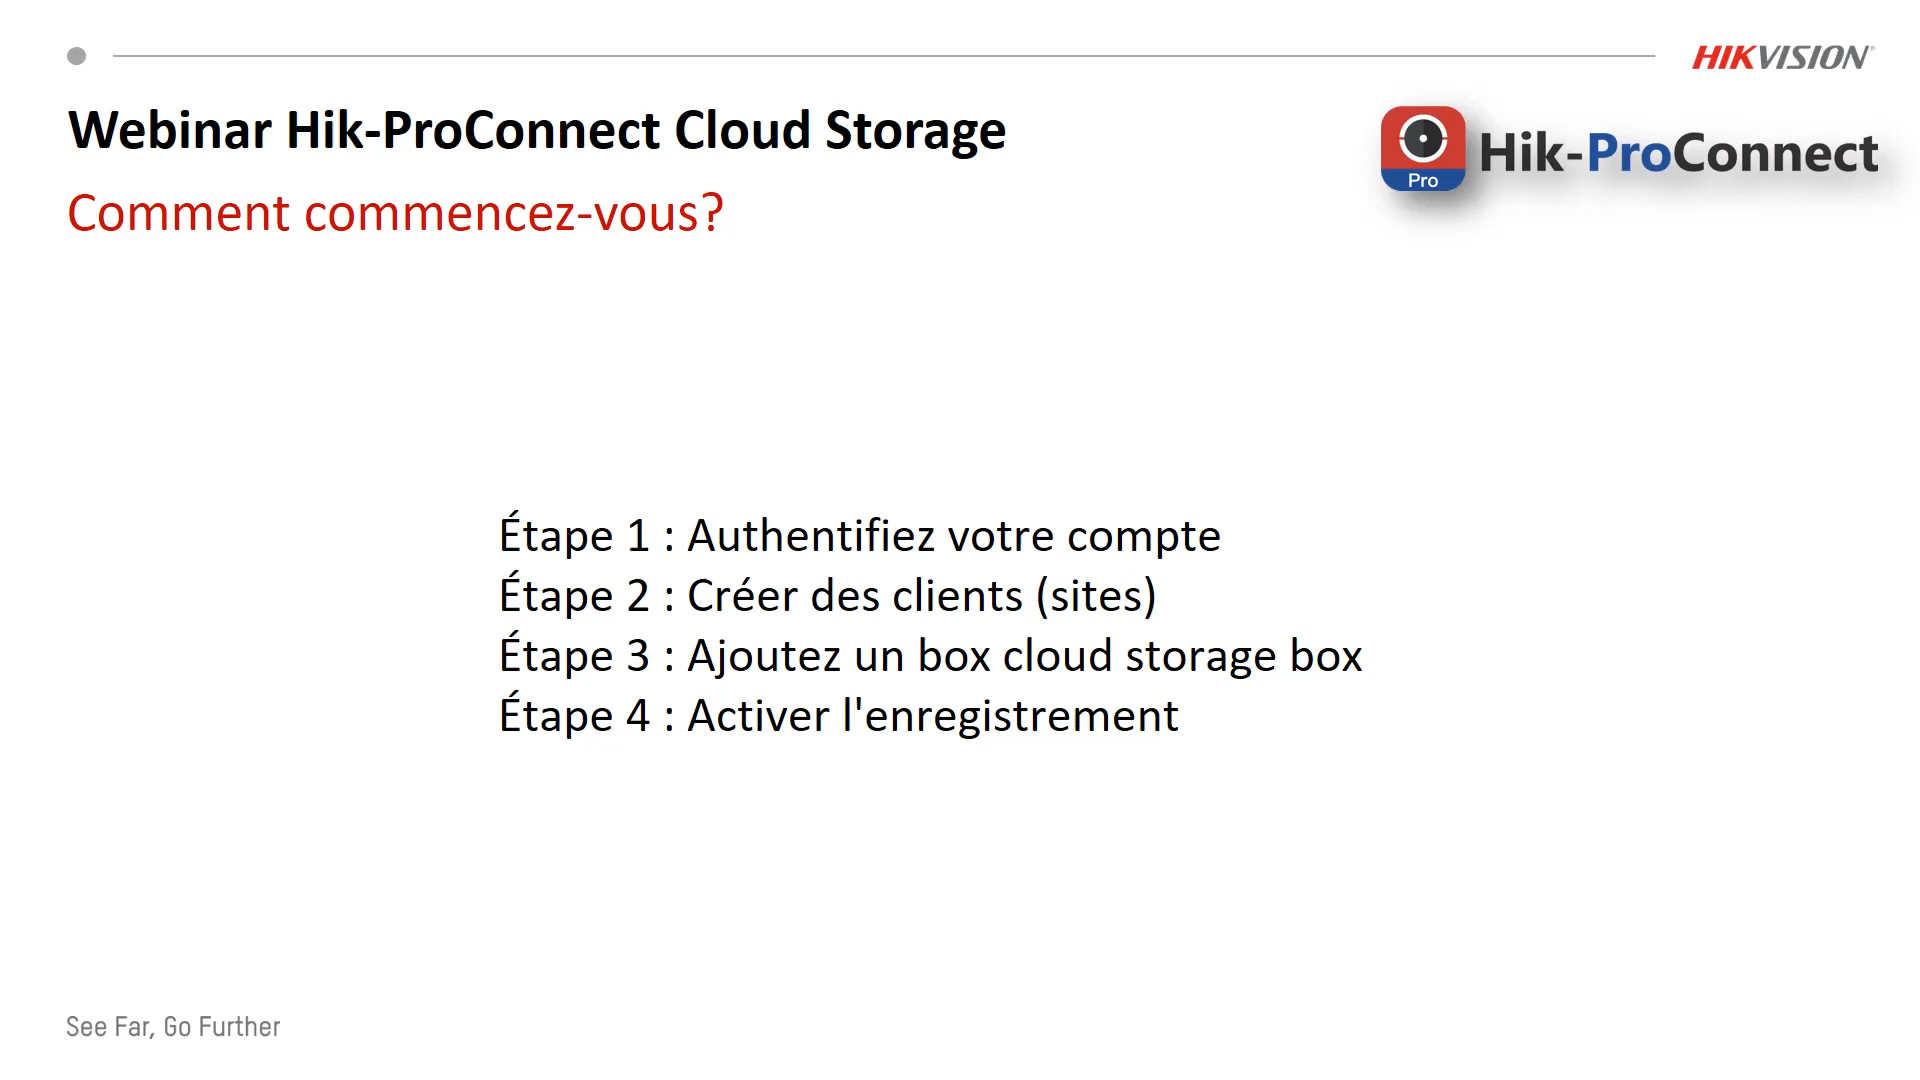 HIKVISION®
Webinar Hik-ProConnect Cloud Storage
Pro
Hik-ProConnect
Comment commencez-vous?
Étape 1 : Authentifiez votre compte
Étape 2 : Créer des clients (sites)
Étape 3 : Ajoutez un box cloud storage box
Étape 4 : Activer l'enregistrement
See Far, Go Further